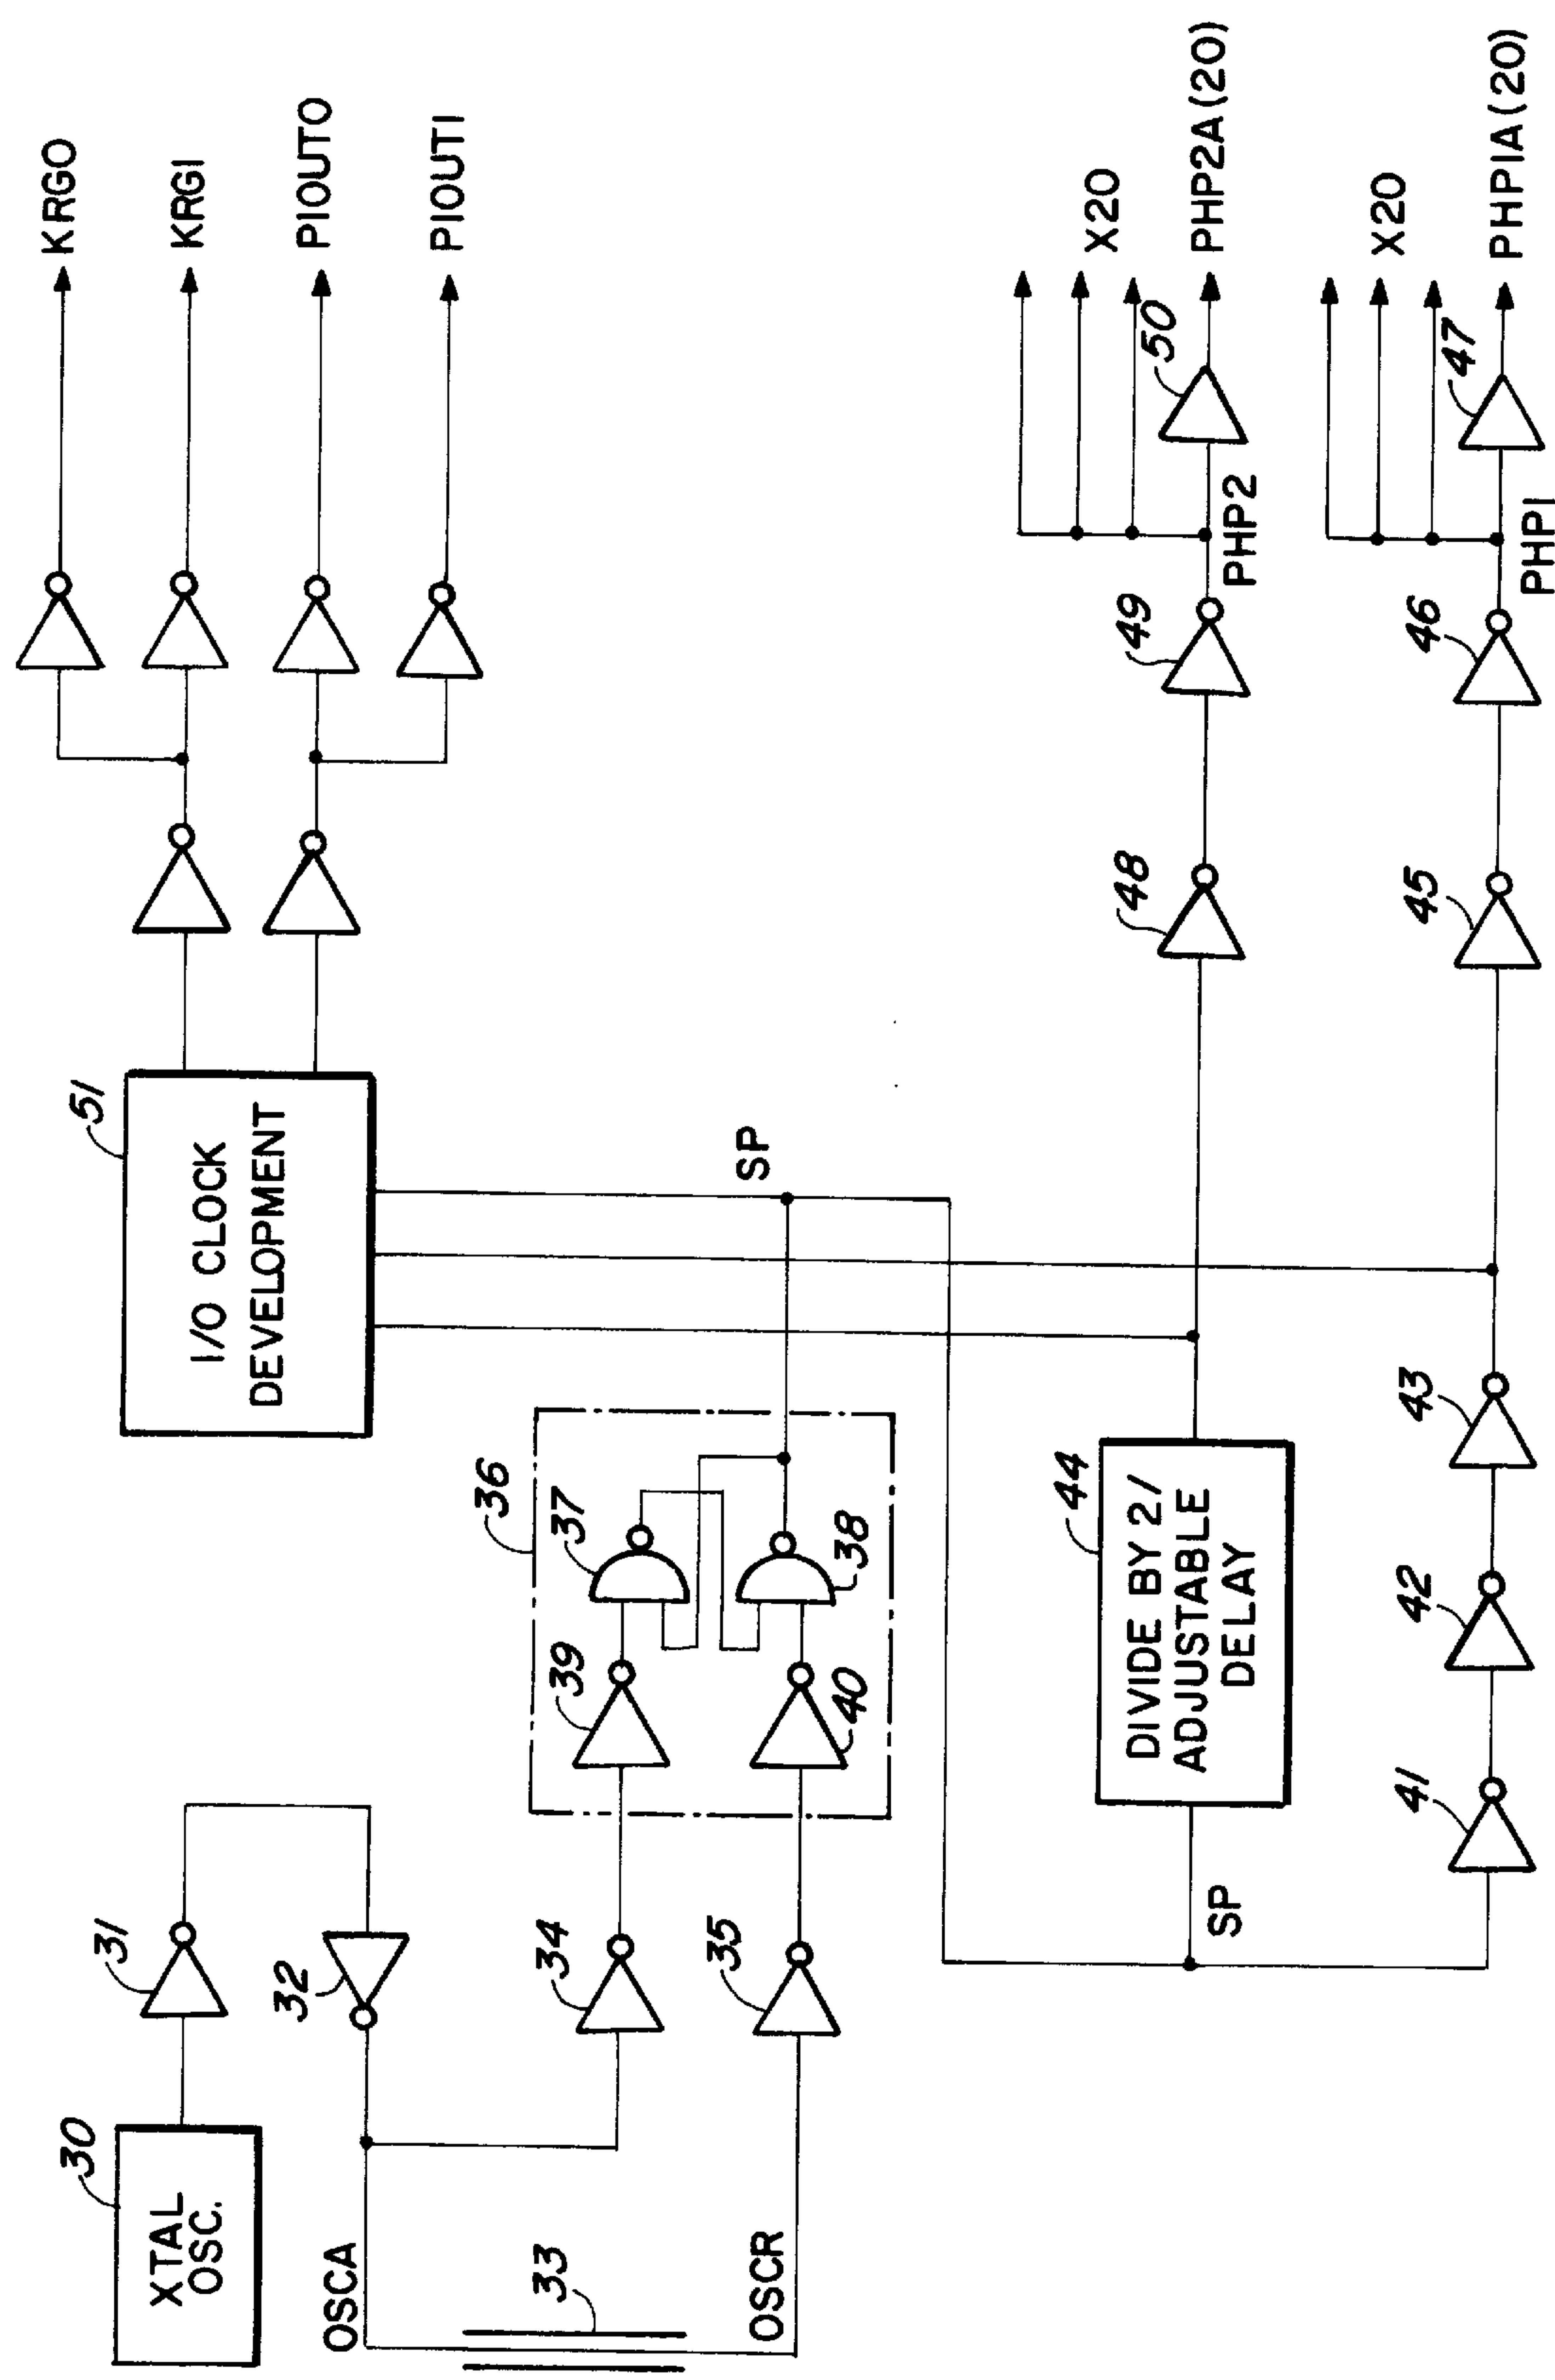 30
XTAL
OSC.
31
32
OSCA
33
OSCR
34
35
36
39
37
40
38
SP
51
I/O CLOCK
DEVELOPMENT
KRGO
KRGI
PIOUTO
PIOUTI
SP
44
DIVIDE BY 2/
ADJUSTABLE
DELAY
48
49
PHP2
50
X20
PHP2A(20)
41
42
43
45
46
PHP1
47
X20
PHP1A(20)